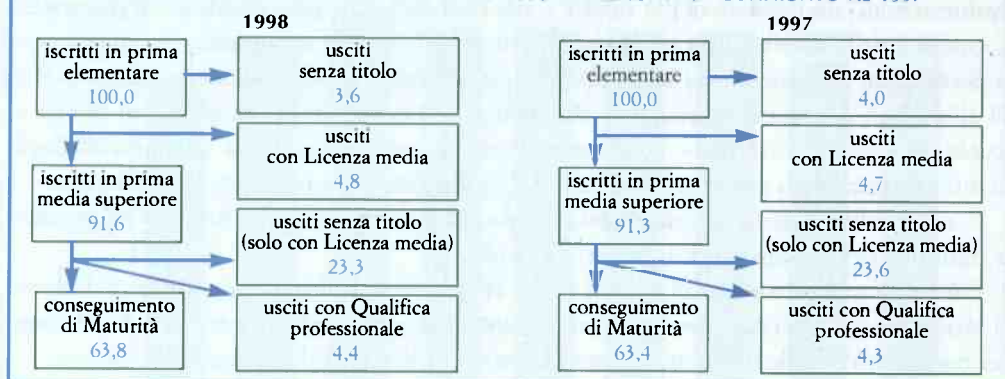 1998
iscritti in prima
elementare
100,0
usciti
senza titolo
3,6
usciti
con Licenza media
4,8
iscritti in prima
media superiore
91,6
usciti senza titolo
(solo con Licenza media)
23,3
conseguimento
di Maturità
63,8
usciti con Qualifica
professionale
4,4
1997
iscritti in prima
elementare
100,0
usciti
senza titolo
4,0
usciti
con Licenza media
4,7
iscritti in prima
media superiore
91,3
usciti senza titolo
(solo con Licenza media)
23,6
conseguimento
di Maturità
63,4
usciti con Qualifica
professionale
4,3